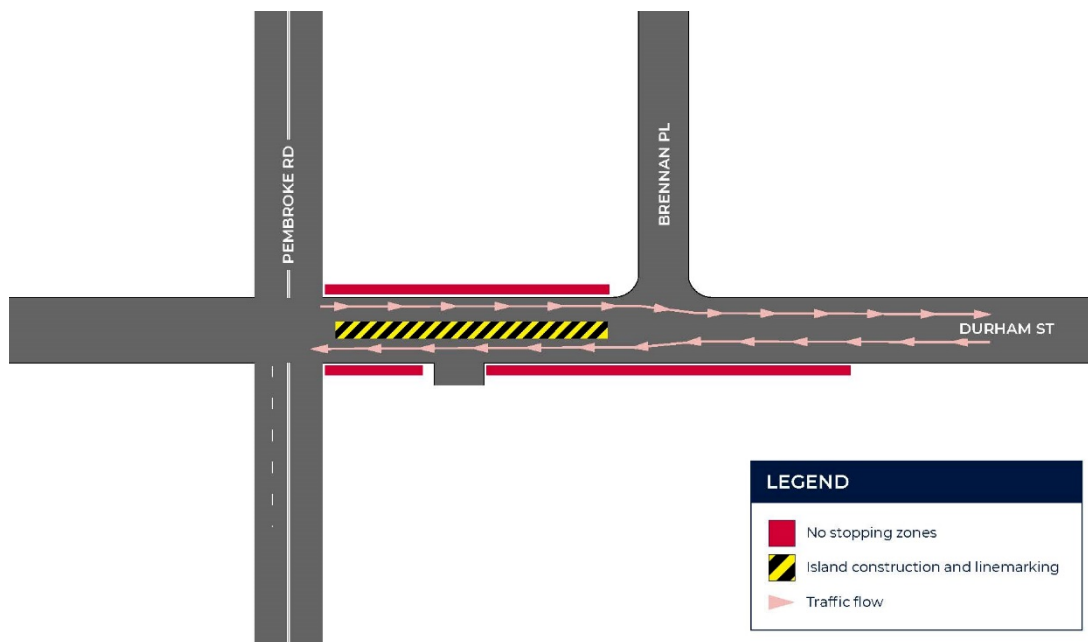 PEMBROKE RD
BRENNAN PL
DURHAM ST
LEGEND
No stopping zones
Island construction and linemarking
Traffic flow